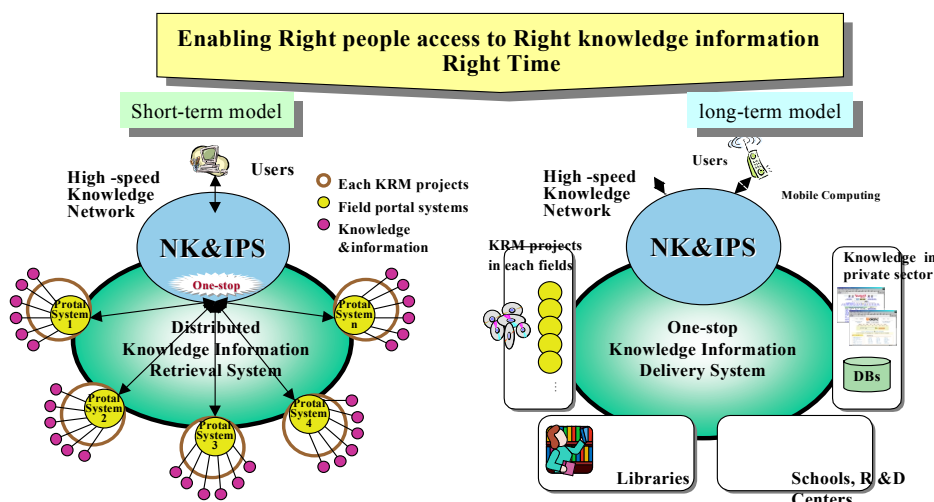 Enabling Right people access to Right knowledge information
Right Time
Short-term model
long-term model
Users
High -speed
Knowledge
Network
Each KRM projects
Field portal systems
Knowledge
&information
NK&IPS
One-stop
Protal
System
1
Protal
System
n
Distributed
Knowledge Information
Retrieval System
Protal
System
2
Protal
System
3
Protal
System
4
Users
High -speed
Knowledge
Network
Mobile Computing
NK&IPS
KRM projects
in each fields
Knowledge in
private sector
One-stop
Knowledge Information
Delivery System
DBs
...
Libraries
Schools, R &D
Centers